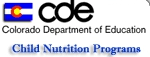 cde
Colorado Department of Education
Child Nutrition Programs